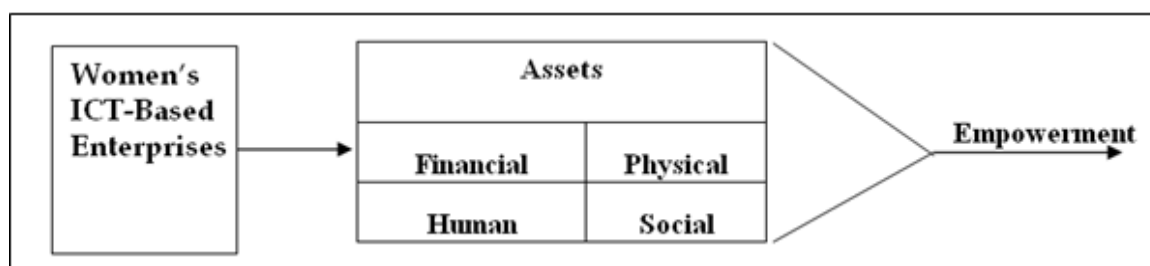 Women's
ICT-Based
Enterprises
Assets
Financial
Physical
Human
Social
Empowerment